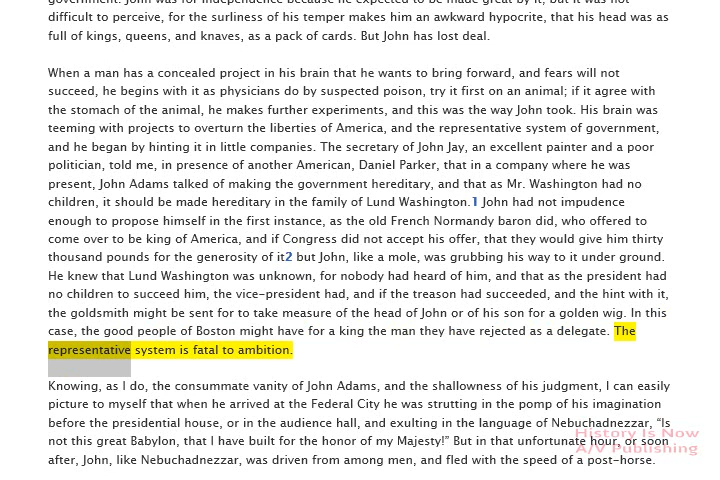 government. John was for independence because he expected to be made great by it; but it was not
difficult to perceive, for the surliness of his temper makes him an awkward hypocrite, that his head was as
full of kings, queens, and knaves, as a pack of cards. But John has lost deal.
When a man has a concealed project in his brain that he wants to bring forward, and fears will not
succeed, he begins with it as physicians do by suspected poison, try it first on an animal; if it agree with
the stomach of the animal, he makes further experiments, and this was the way John took. His brain was
teeming with projects to overturn the liberties of America, and the representative system of government,
and he began by hinting it in little companies. The secretary of John Jay, an excellent painter and a poor
politician, told me, in presence of another American, Daniel Parker, that in a company where he was
present, John Adams talked of making the government hereditary, and that as Mr. Washington had no
children, it should be made hereditary in the family of Lund Washington.1 John had not impudence
enough to propose himself in the first instance, as the old French Normandy baron did, who offered to
come over to be king of America, and if Congress did not accept his offer, that they would give him thirty
thousand pounds for the generosity of it2 but John, like a mole, was grubbing his way to it under ground.
He knew that Lund Washington was unknown, for nobody had heard of him, and that as the president had
no children to succeed him, the vice-president had, and if the treason had succeeded, and the hint with it,
the goldsmith might be sent for to take measure of the head of John or of his son for a golden wig. In this
case, the good people of Boston might have for a king the man they have rejected as a delegate. The
representative system is fatal to ambition.
Knowing, as I do, the consummate vanity of John Adams, and the shallowness of his judgment, I can easily
picture to myself that when he arrived at the Federal City he was strutting in the pomp of his imagination
before the presidential house, or in the audience hall, and exulting in the language of Nebuchadnezzar, "Is
not this great Babylon, that I have built for the honor of my Majesty!" But in that unfortunate hour, or soon
after, John, like Nebuchadnezzar, was driven from among men, and fled with the speed of a post-horse.
History Is Now
A/V Publishing